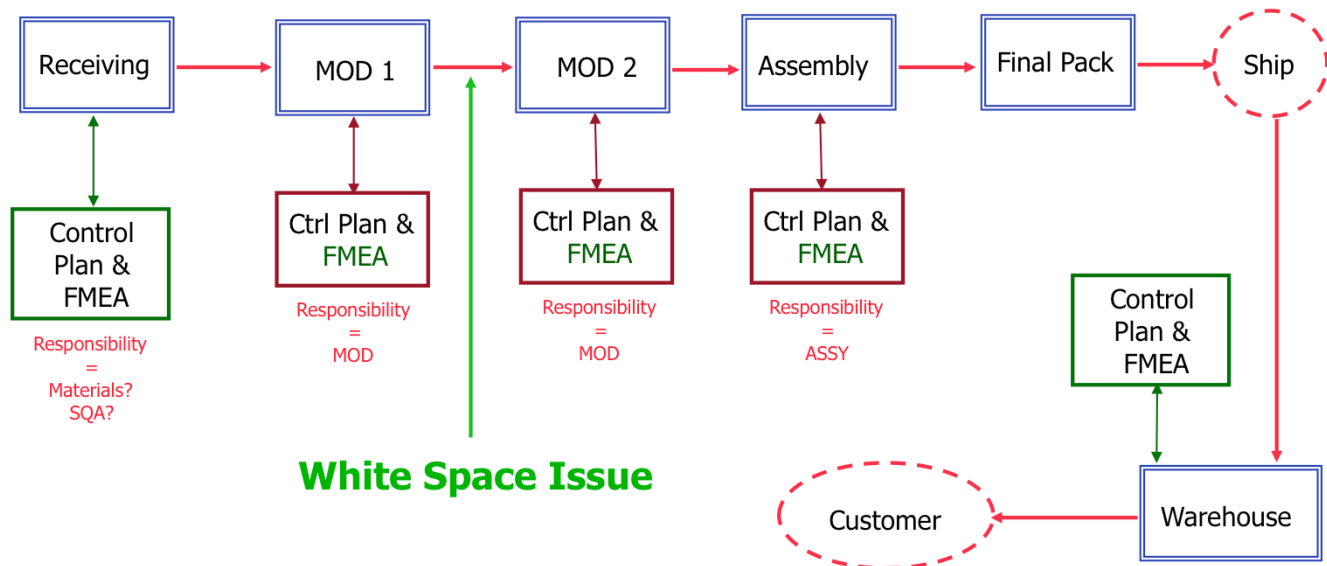 Receiving
MOD 1
MOD 2
Assembly
Final Pack
Ship
Control
Plan &
FMEA
Ctrl Plan &
FMEA
Ctrl Plan &
FMEA
Ctrl Plan &
FMEA
Responsibility
=
Materials?
SQA?
Responsibility
=
MOD
Responsibility
=
MOD
Responsibility
=
ASSY
Control
Plan &
FMEA
White Space Issue
Customer
Warehouse